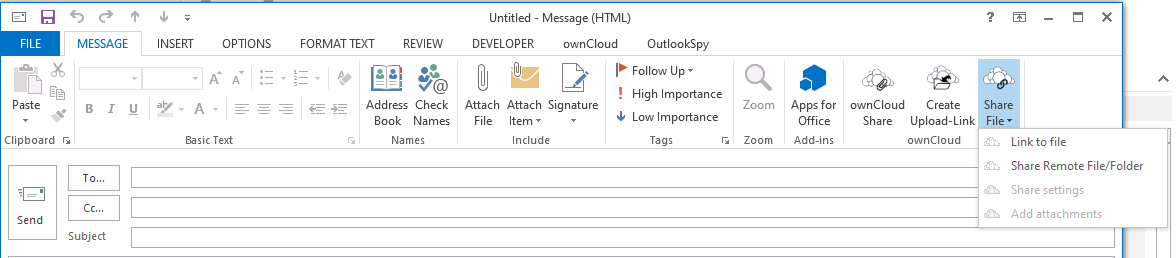 Untitled - Message (HTML)
?
FILE MESSAGE INSERT OPTIONS FORMAT TEXT REVIEW DEVELOPER ownCloud OutlookSpy
Paste
Clipboard
A A
B I U ab A
Basic Text
Address Book
Check Names
Names
Attach File
Attach Item
Signature
Include
Follow Up
! High Importance
Low Importance
Tags
Zoom
Zoom
Apps for Office
Add-ins
ownCloud Share
Create Upload-Link
Share File
ownCloud
Link to file
Share Remote File/Folder
Share settings
Add attachments
Send
To...
Cc...
Subject